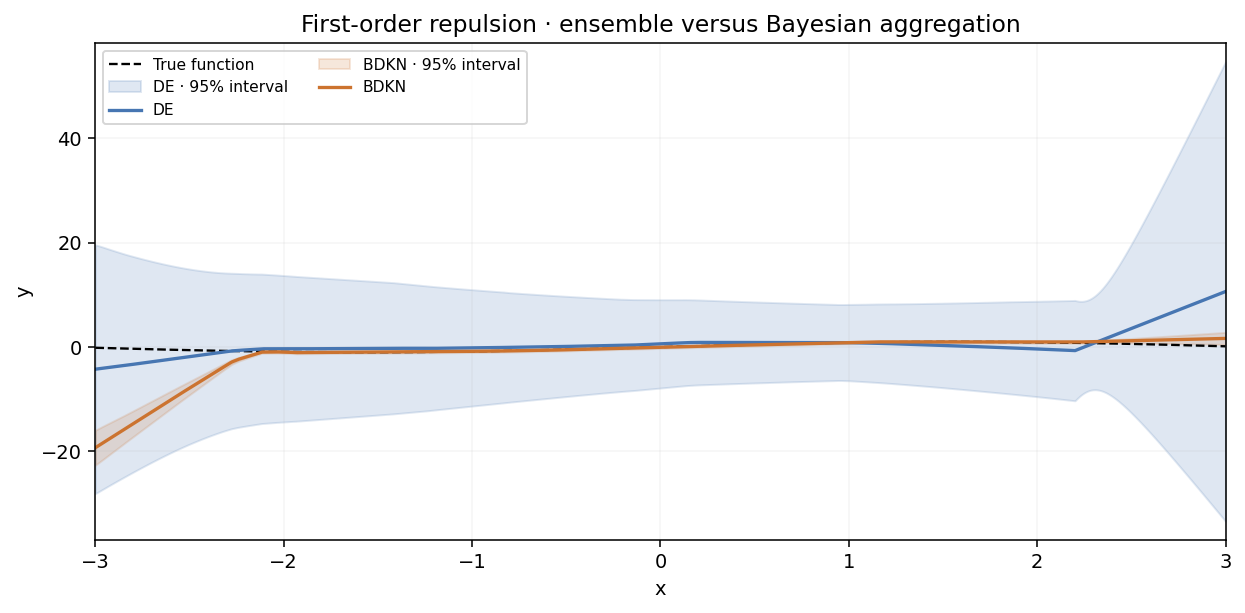 First-order repulsion · ensemble versus Bayesian aggregation
True function
DE · 95% interval
DE
BDKN · 95% interval
BDKN
y
40
20
0
−20
−3
−2
−1
0
1
2
3
x